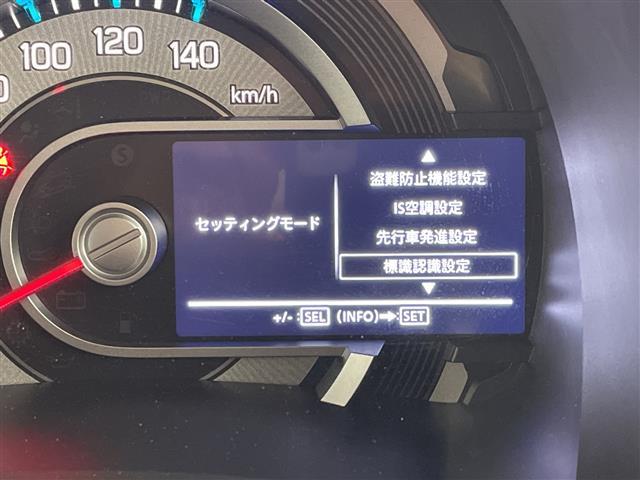 100 120 140
km/h
S
盗難防止機能設定
IS空調設定
セッティングモード
先行車発進設定
標識認識設定
+/- : SEL (INFO)➡ SET